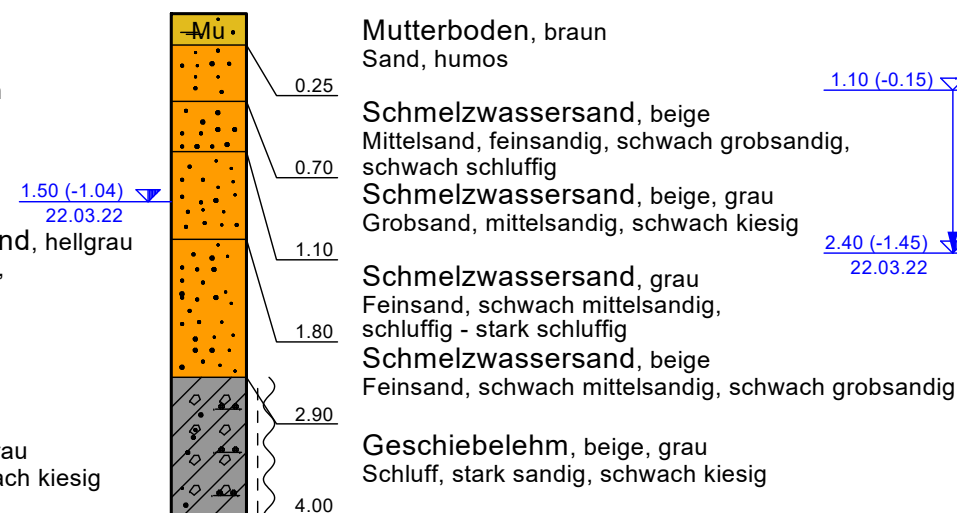 Mu
Mutterboden, braun
Sand, humos
0.25
1.10 (-0.15)
Schmelzwassersand, beige
Mittelsand, feinsandig, schwach grobsandig,
schwach schluffig
0.70
1.50 (-1.04)
22.03.22
Schmelzwassersand, beige, grau
Grobsand, mittelsandig, schwach kiesig
nd, hellgrau
1.10
2.40 (-1.45)
22.03.22
Schmelzwassersand, grau
Feinsand, schwach mittelsandig,
schluffig - stark schluffig
1.80
Schmelzwassersand, beige
Feinsand, schwach mittelsandig, schwach grobsandig
2.90
Geschiebelehm, beige, grau
Schluff, stark sandig, schwach kiesig
rau
ach kiesig
4.00